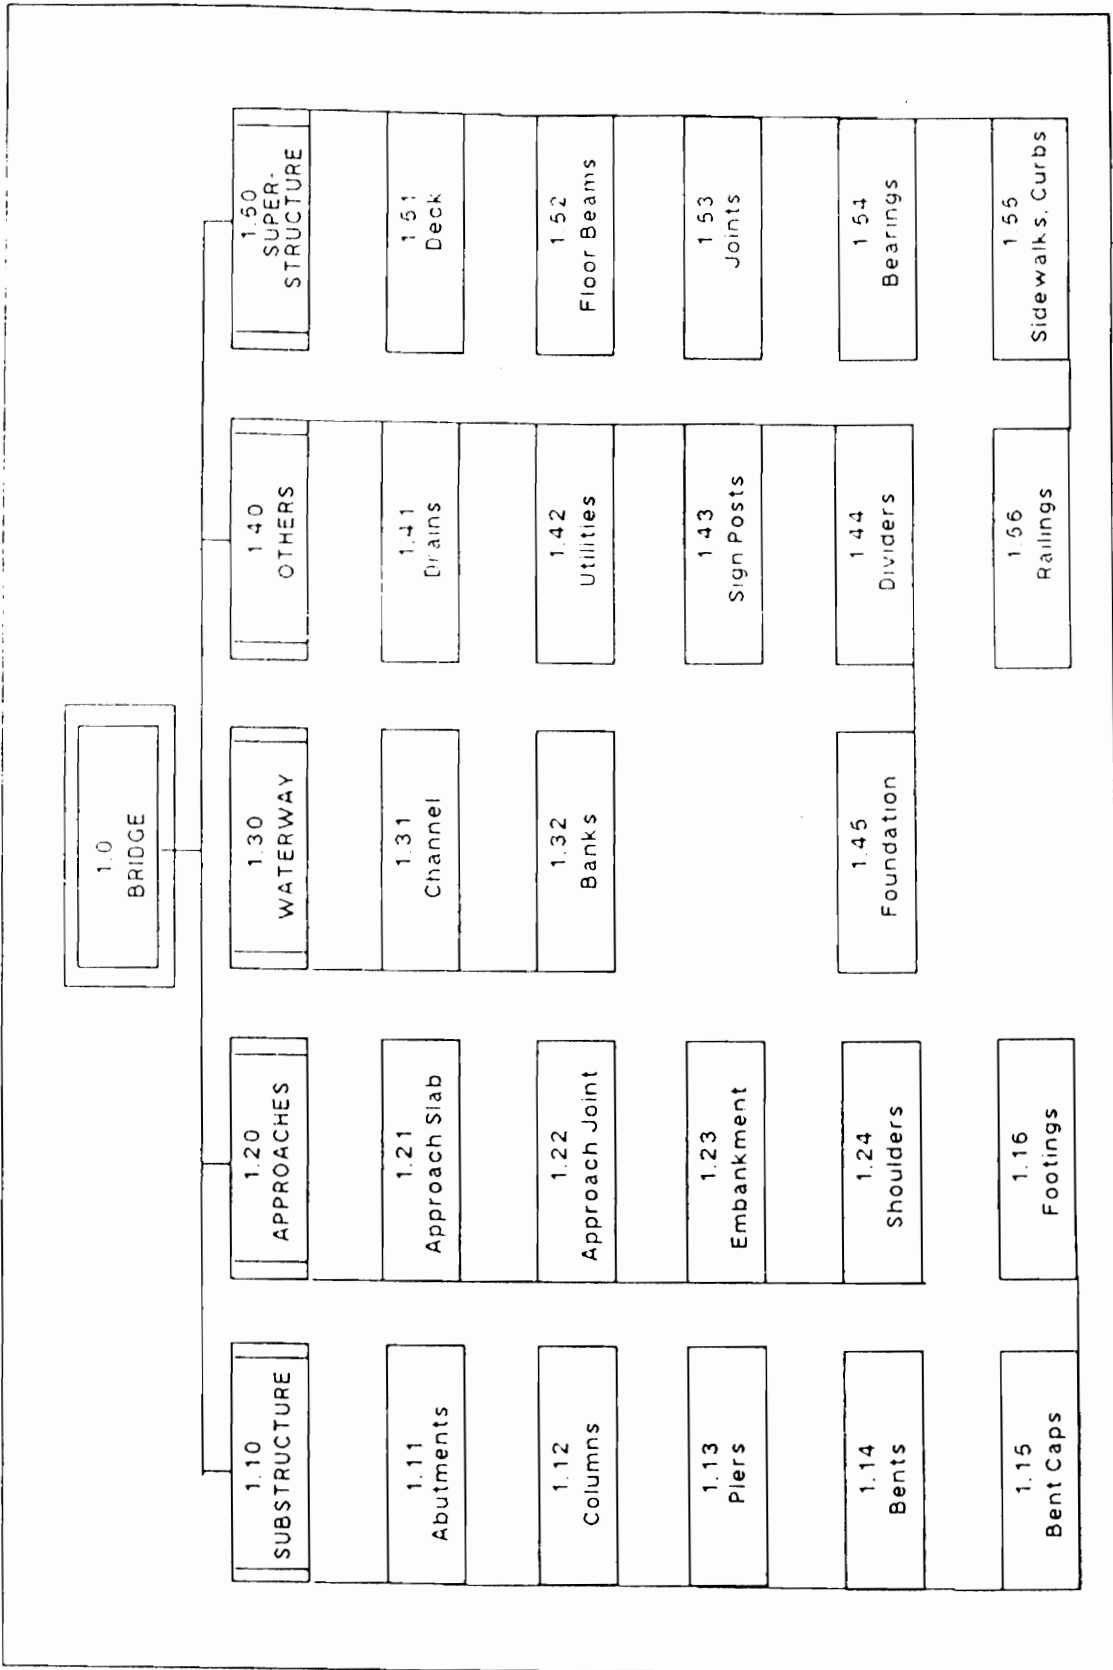 1.0
BRIDGE
1.10
SUBSTRUCTURE
1.20
APPROACHES
1.30
WATERWAY
1 40
OTHERS
1.50
SUPER-
STRUCTURE
1.11
Abutments
1.21
Approach Slab
1.31
Channel
1.41
Drains
1 51
Deck
1.12
Columns
1.22
Approach Joint
1.32
Banks
1.42
Utilities
1 52
Floor Beams
1.13
Piers
1.23
Embankment
1 43
Sign Posts
1 53
Joints
1.14
Bents
1.24
Shoulders
1.45
Foundation
1 44
Dividers
1 54
Bearings
1.15
Bent Caps
1.16
Footings
1.56
Railings
1.55
Sidewalks, Curbs